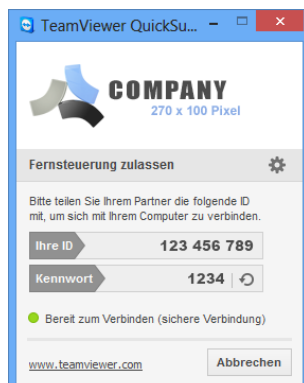 TeamViewer QuickSu...
COMPANY
270 x 100 Pixel
Fernsteuerung zulassen
Bitte teilen Sie Ihrem Partner die folgende ID
mit, um sich mit Ihrem Computer zu verbinden.
Ihre ID 123 456 789
Kennwort 1234
Bereit zum Verbinden (sichere Verbindung)
www.teamviewer.com Abbrechen